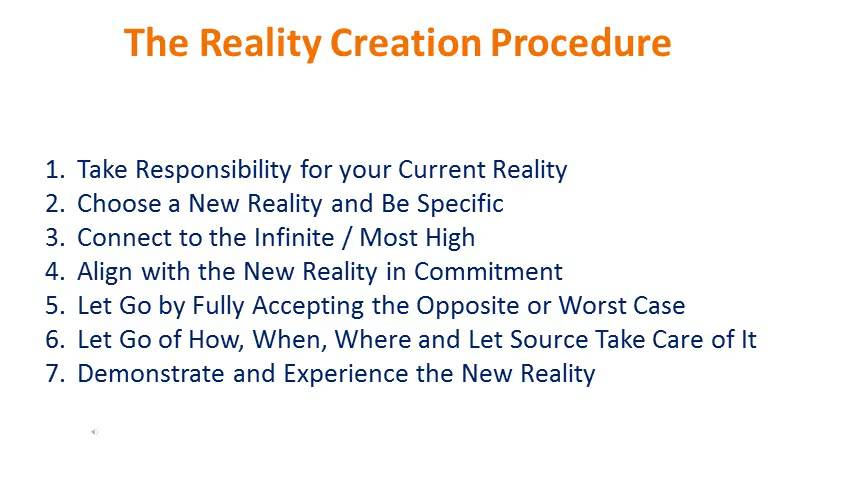 The Reality Creation Procedure
1. Take Responsibility for your Current Reality
2. Choose a New Reality and Be Specific
3. Connect to the Infinite / Most High
4. Align with the New Reality in Commitment
5. Let Go by Fully Accepting the Opposite or Worst Case
6. Let Go of How, When, Where and Let Source Take Care of It
7. Demonstrate and Experience the New Reality